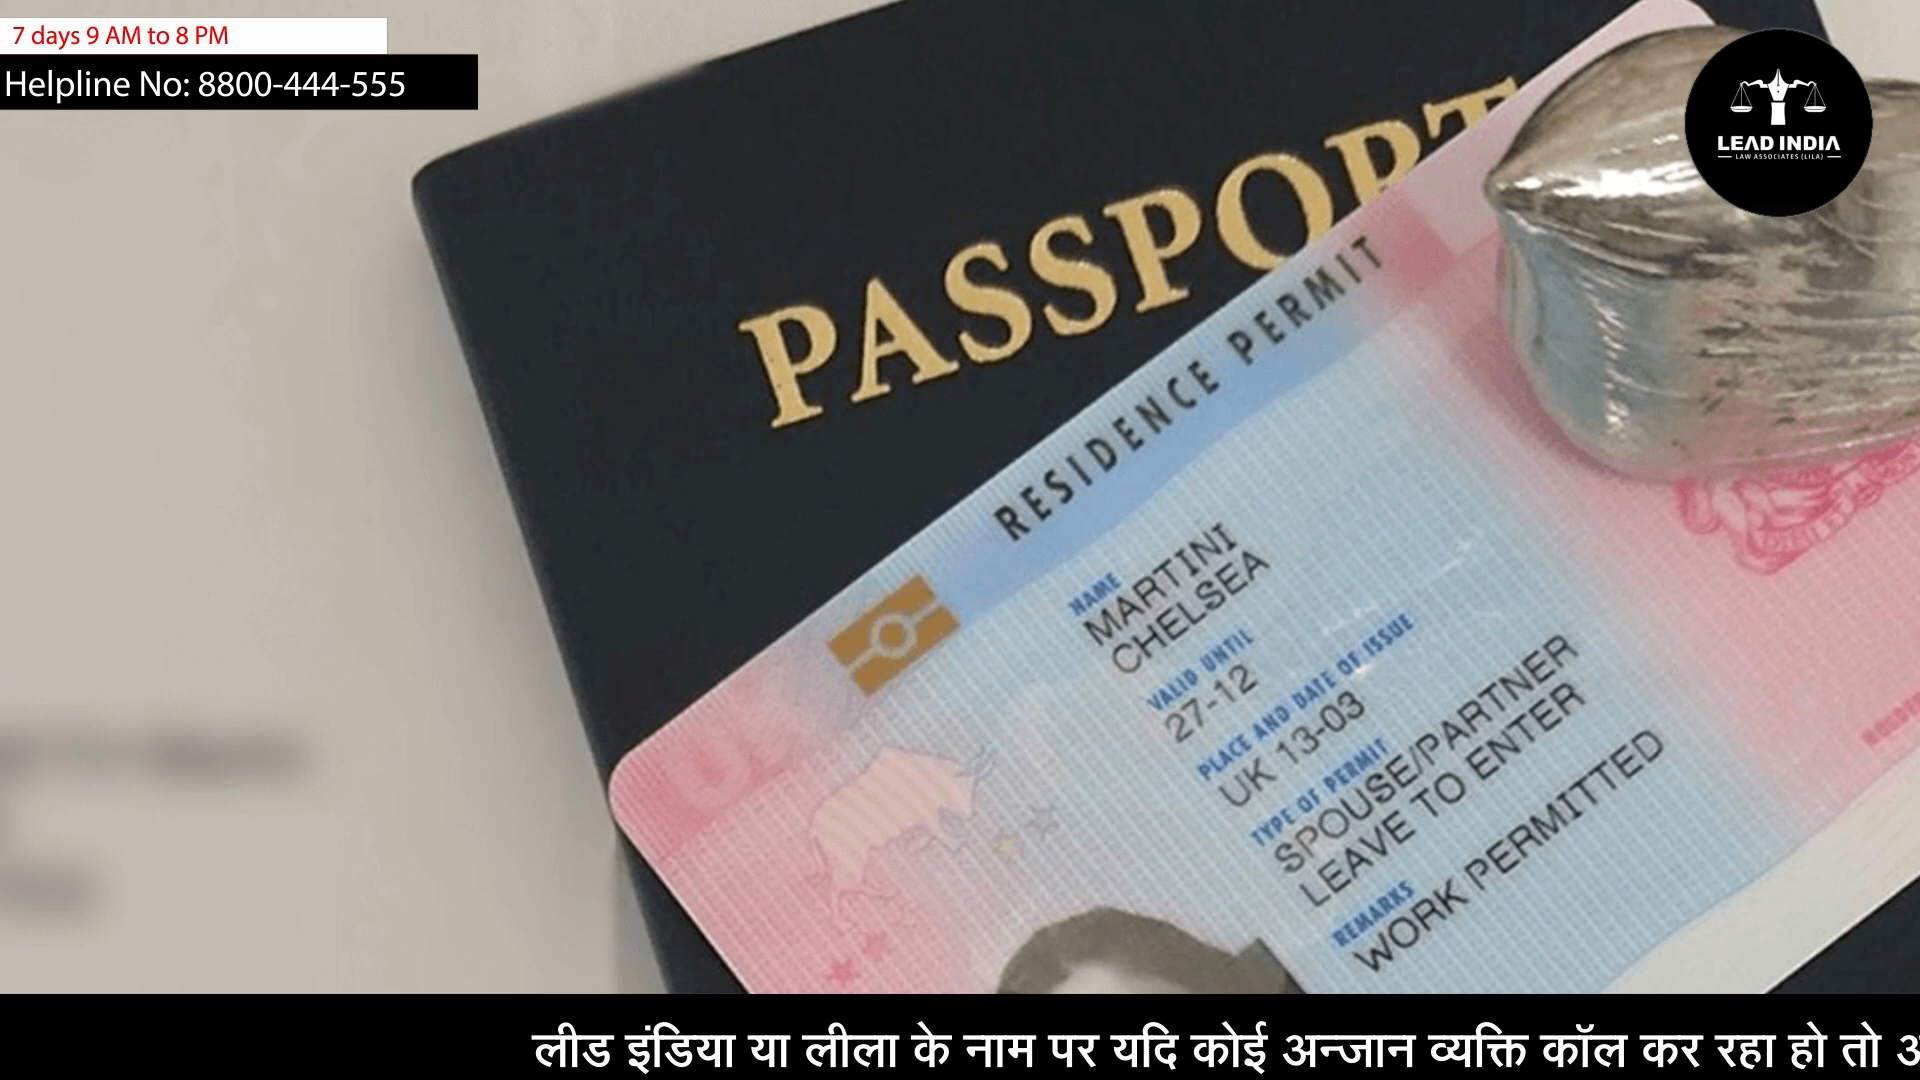 7 days 9 AM to 8 PM
Helpline No: 8800-444-555
LEAD INDIA
LAW ASSOCIATES (LILA)
PASSPORT
RESIDENCE PERMIT
NAME
MARTINI
CHELSEA
VALID UNTIL
27-12
PLACE AND DATE OF ISSUE
UK 13-03
TYPE OF PERMIT
SPOUSE/PARTNER
LEAVE TO ENTER
REMARKS
WORK PERMITTED
लीड इंडिया या लीला के नाम पर यदि कोई अन्जान व्यक्ति कॉल कर रहा हो तो